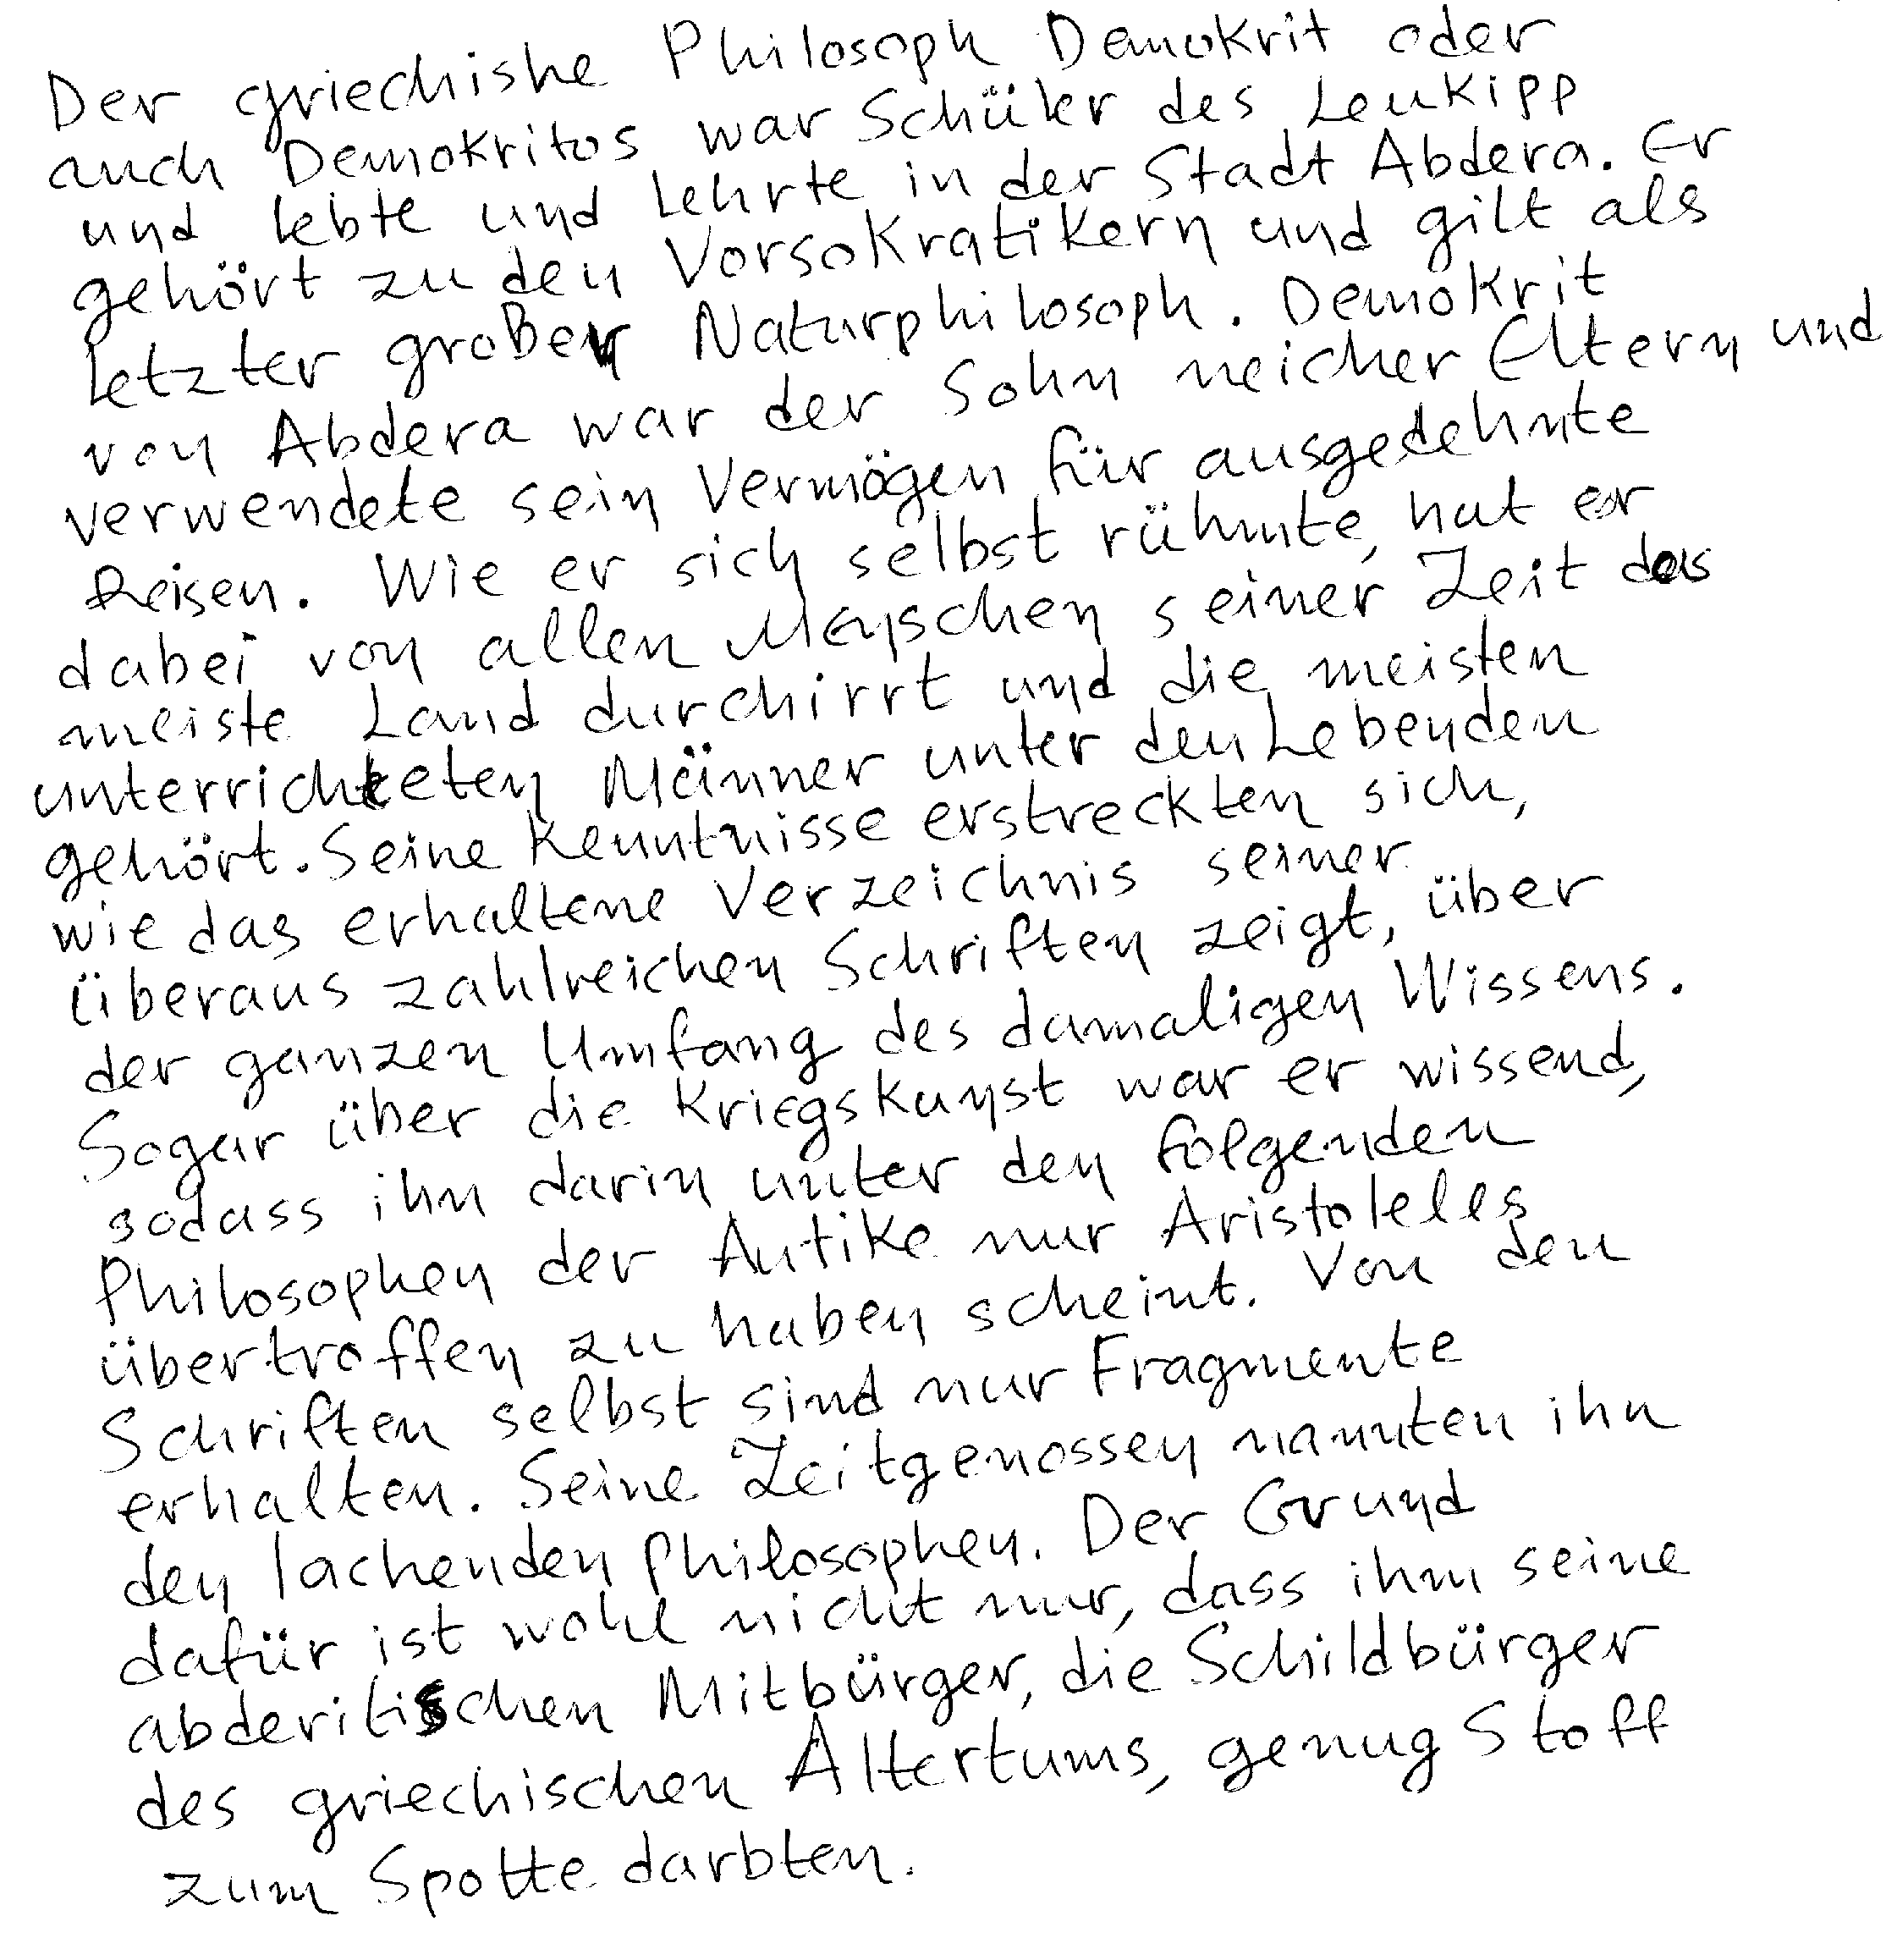 Der griechishe Philosoph Demokrit oder
auch Demokritos war Schüler des Leukipp
und lebte und lehrte in der Stadt Abdera. Er
gehört zu den Vorsokratikern und gilt als
letzter großer Naturphilosoph. Demokrit
von Abdera war der Sohn reicher Eltern und
verwendete sein Vermögen für ausgedehnte
Reisen. Wie er sich selbst rühmte, hat er
dabei von allen Menschen seiner Zeit das
meiste Land durchirrt und die meisten
unterrichteten Männer unter den Lebenden
gehört. Seine Kenntnisse erstreckten sich,
wie das erhaltene Verzeichnis seiner
überaus zahlreichen Schriften zeigt, über
der ganzen Umfang des damaligen Wissens.
Sogar über die Kriegskunst war er wissend,
sodass ihn darin unter den folgenden
Philosophen der Antike nur Aristoteles
übertroffen zu haben scheint. Von den
Schriften selbst sind nur Fragmente
erhalten. Seine Zeitgenossen nannten ihn
den lachenden Philosophen. Der Grund
dafür ist wohl nicht nur, dass ihm seine
abderitischen Mitbürger, die Schildbürger
des griechischen Altertums, genug Stoff
zum Spotte darbten.